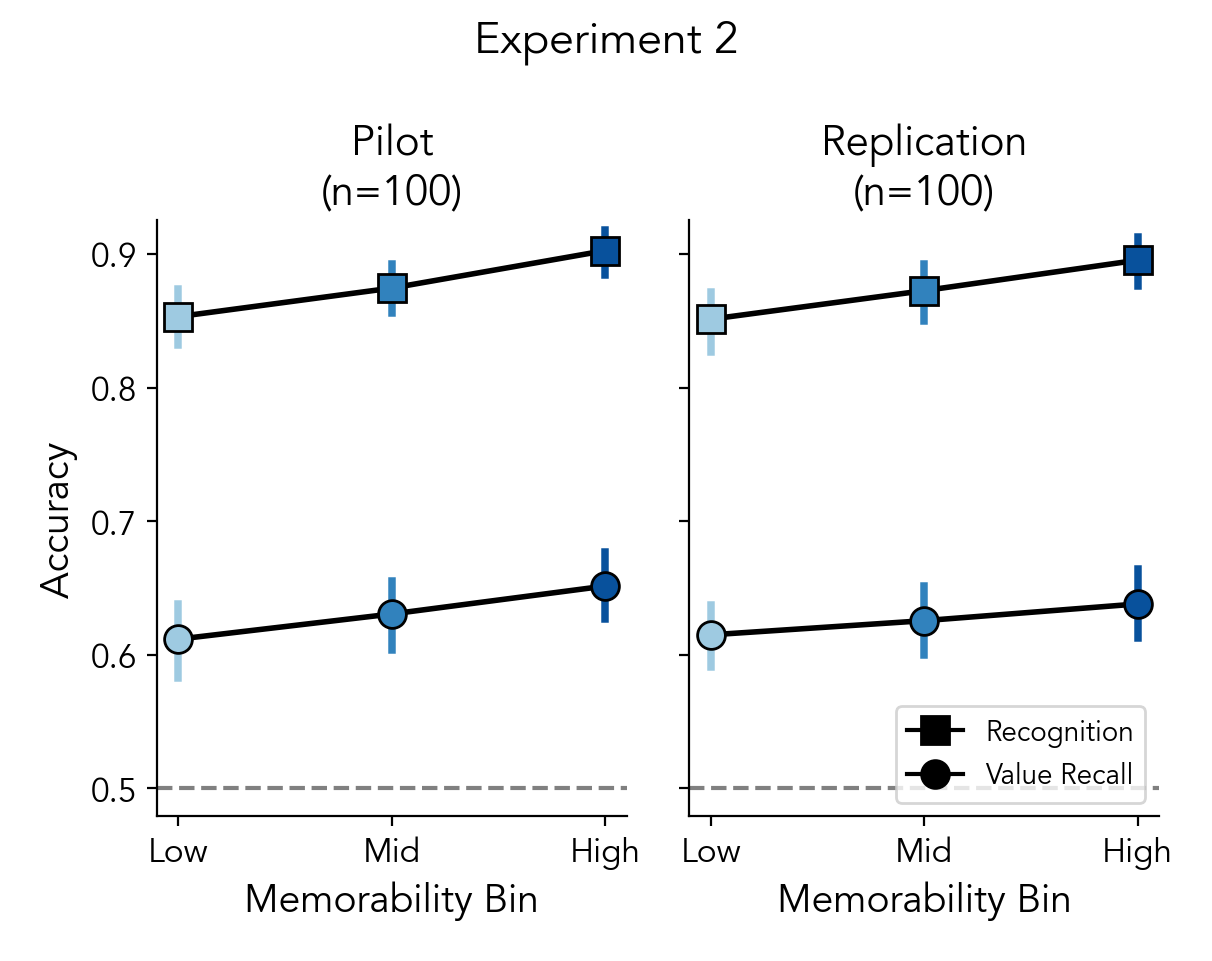 Experiment 2
Pilot
(n=100)
Replication
(n=100)
Accuracy
0.9
0.8
0.7
0.6
0.5
Low Mid High
Memorability Bin
Low Mid High
Memorability Bin
Recognition
Value Recall